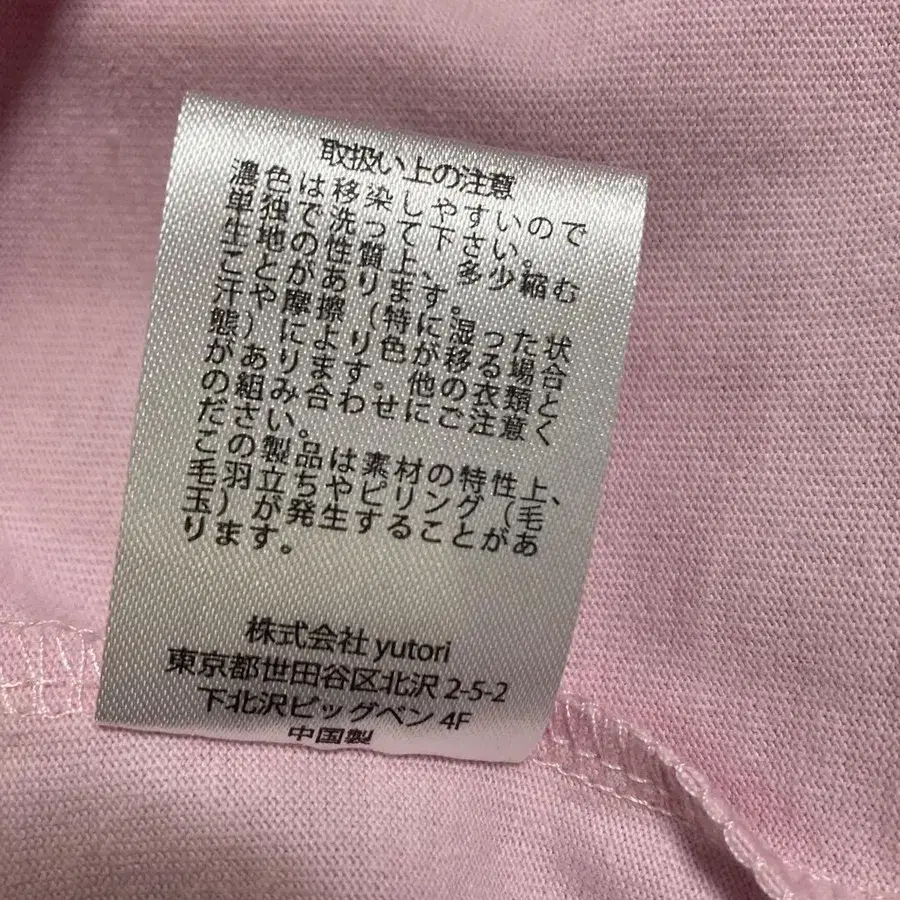 取扱い上の注意
濃色は移染しやすいので
単独で洗って下さい。
生地の性質上、多少縮む
ことがあります。
汗や摩擦(特に湿った状
態)により色が移る場合
があります。他の衣類と
の組み合わせにご注意く
ださい。
この製品は素材の特性上、
毛羽立ちやピリング(毛
玉)が発生することがあ
ります。
株式会社 yutori
東京都世田谷区北沢 2-5-2
下北沢ビッグベン 4F
中国製